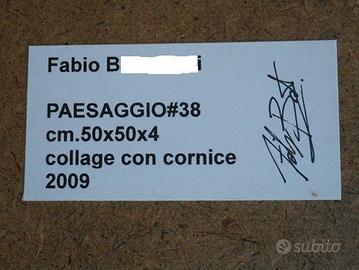 Fabio B i
PAESAGGIO#38
cm.50x50x4
collage con cornice
2009
subito